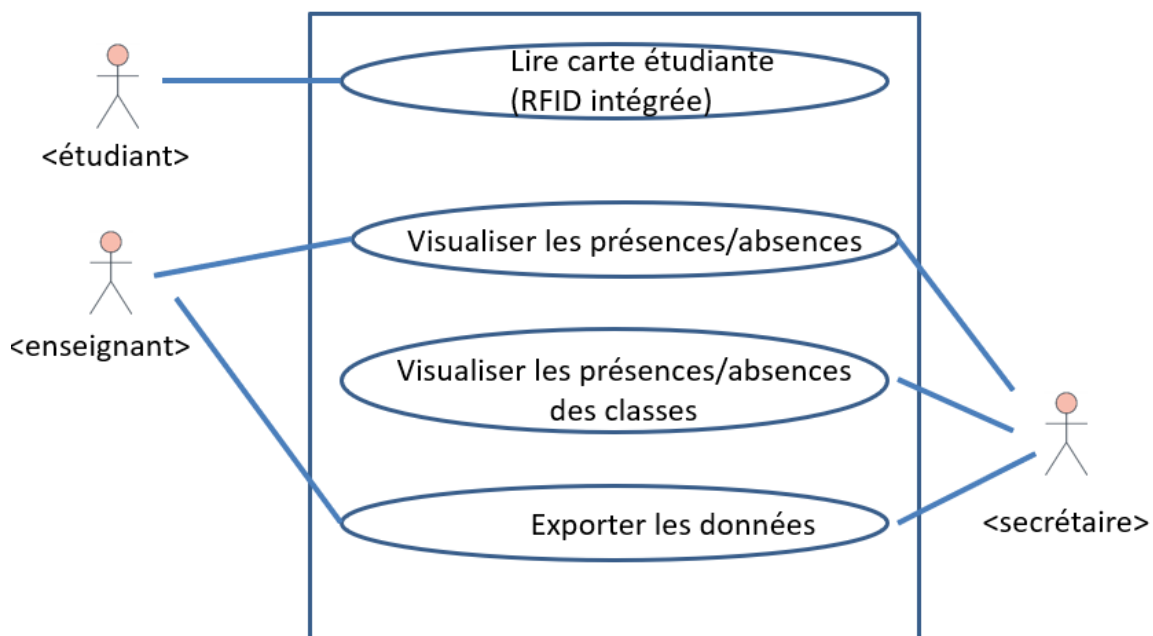 Lire carte étudiante
(RFID intégrée)
<étudiant>
Visualiser les présences/absences
<enseignant>
Visualiser les présences/absences
des classes
Exporter les données
<secrétaire>